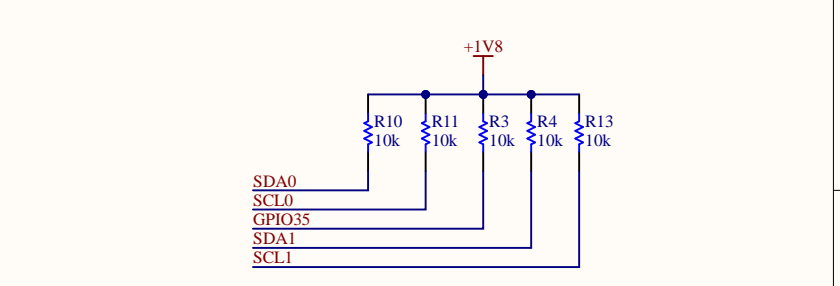 +1V8
R10 R11 R3 R4 R13
10k 10k 10k 10k 10k
SDA0
SCL0
GPIO35
SDA1
SCL1